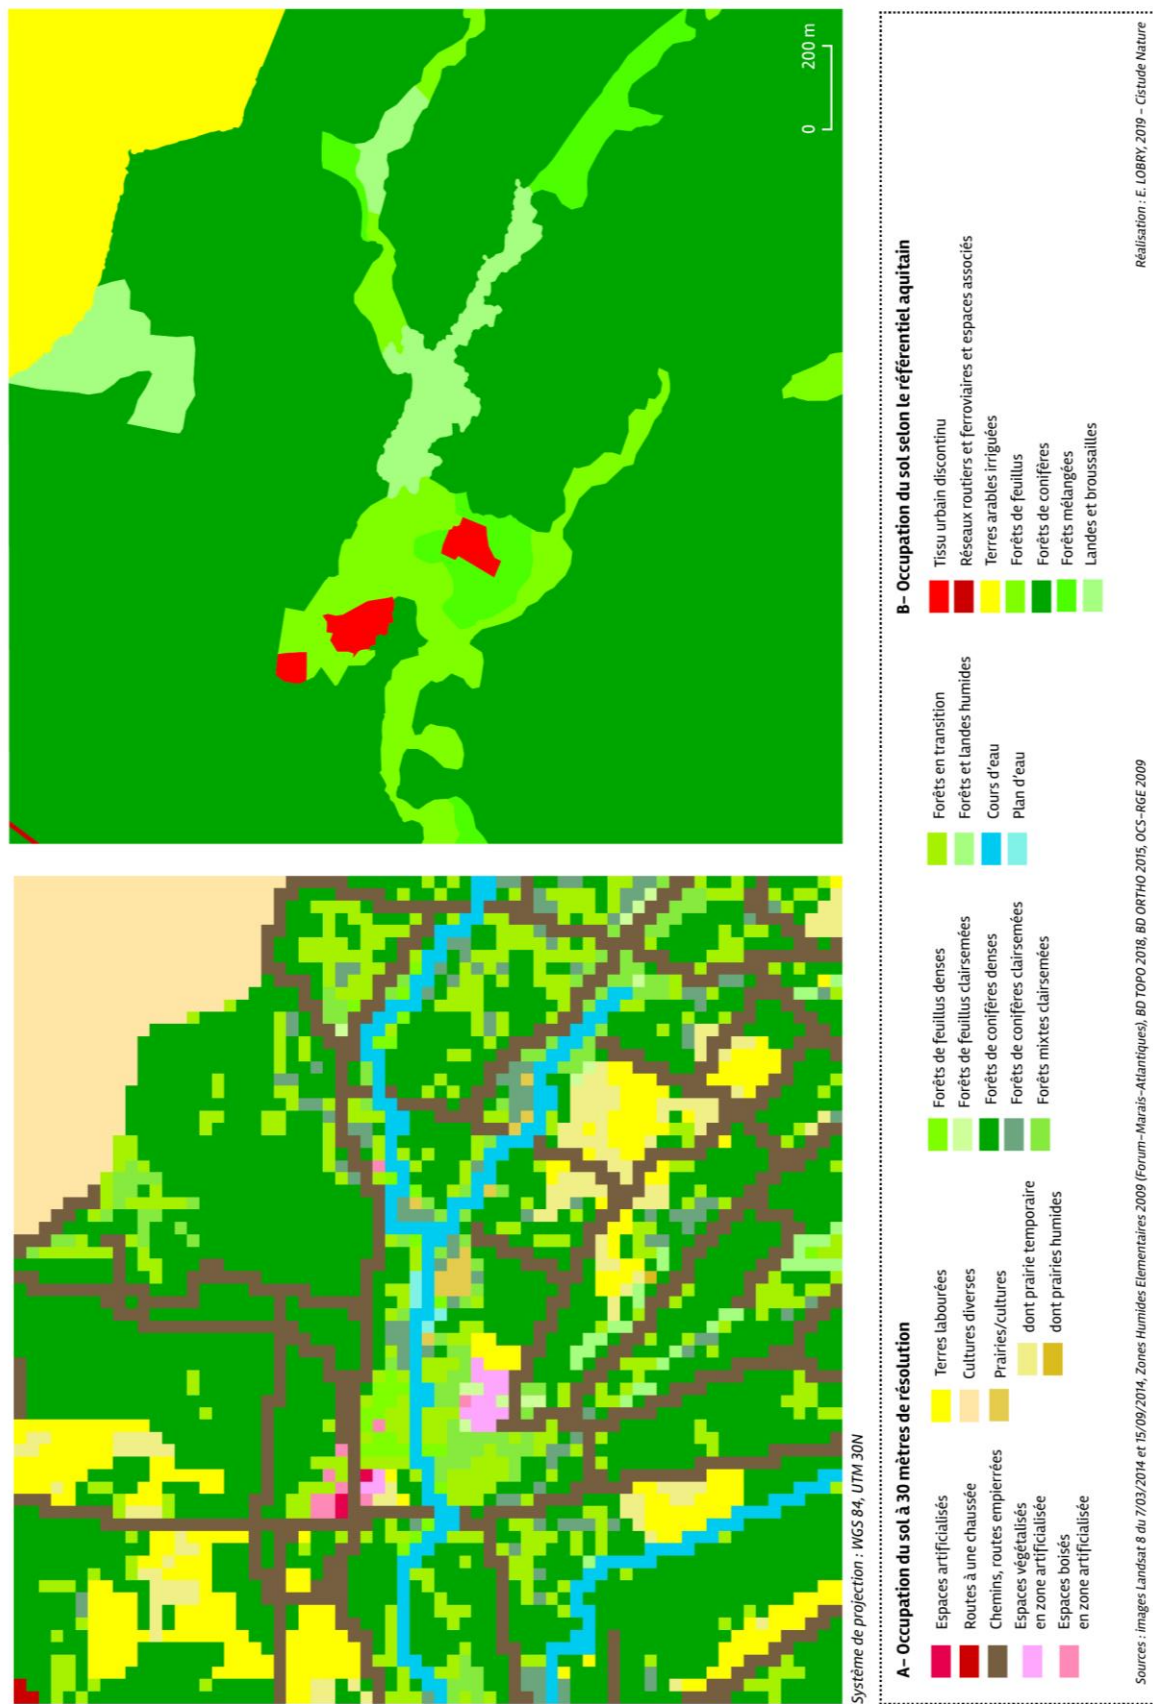 0 200 m
Système de projection : WGS 84, UTM 30N
A– Occupation du sol à 30 mètres de résolution
Espaces artificialisés
Routes à une chaussée
Chemins, routes empierrées
Espaces végétalisés
en zone artificialisée
Espaces boisés
en zone artificialisée
Terres labourées
Cultures diverses
Prairies/cultures
dont prairie temporaire
dont prairies humides
Forêts de feuillus denses
Forêts de feuillus clairsemées
Forêts de conifères denses
Forêts de conifères clairsemées
Forêts mixtes clairsemées
Forêts en transition
Forêts et landes humides
Cours d'eau
Plan d'eau
B– Occupation du sol selon le référentiel aquitain
Tissu urbain discontinu
Réseaux routiers et ferroviaires et espaces associés
Terres arables irriguées
Forêts de feuillus
Forêts de conifères
Forêts mélangées
Landes et broussailles
Sources : images Landsat 8 du 7/03/2014 et 15/09/2014, Zones Humides Elementaires 2009 (Forum–Marais–Atlantiques), BD TOPO 2018, BD ORTHO 2015, OCS–RGE 2009
Réalisation : E. LOBRY, 2019 – Cistude Nature